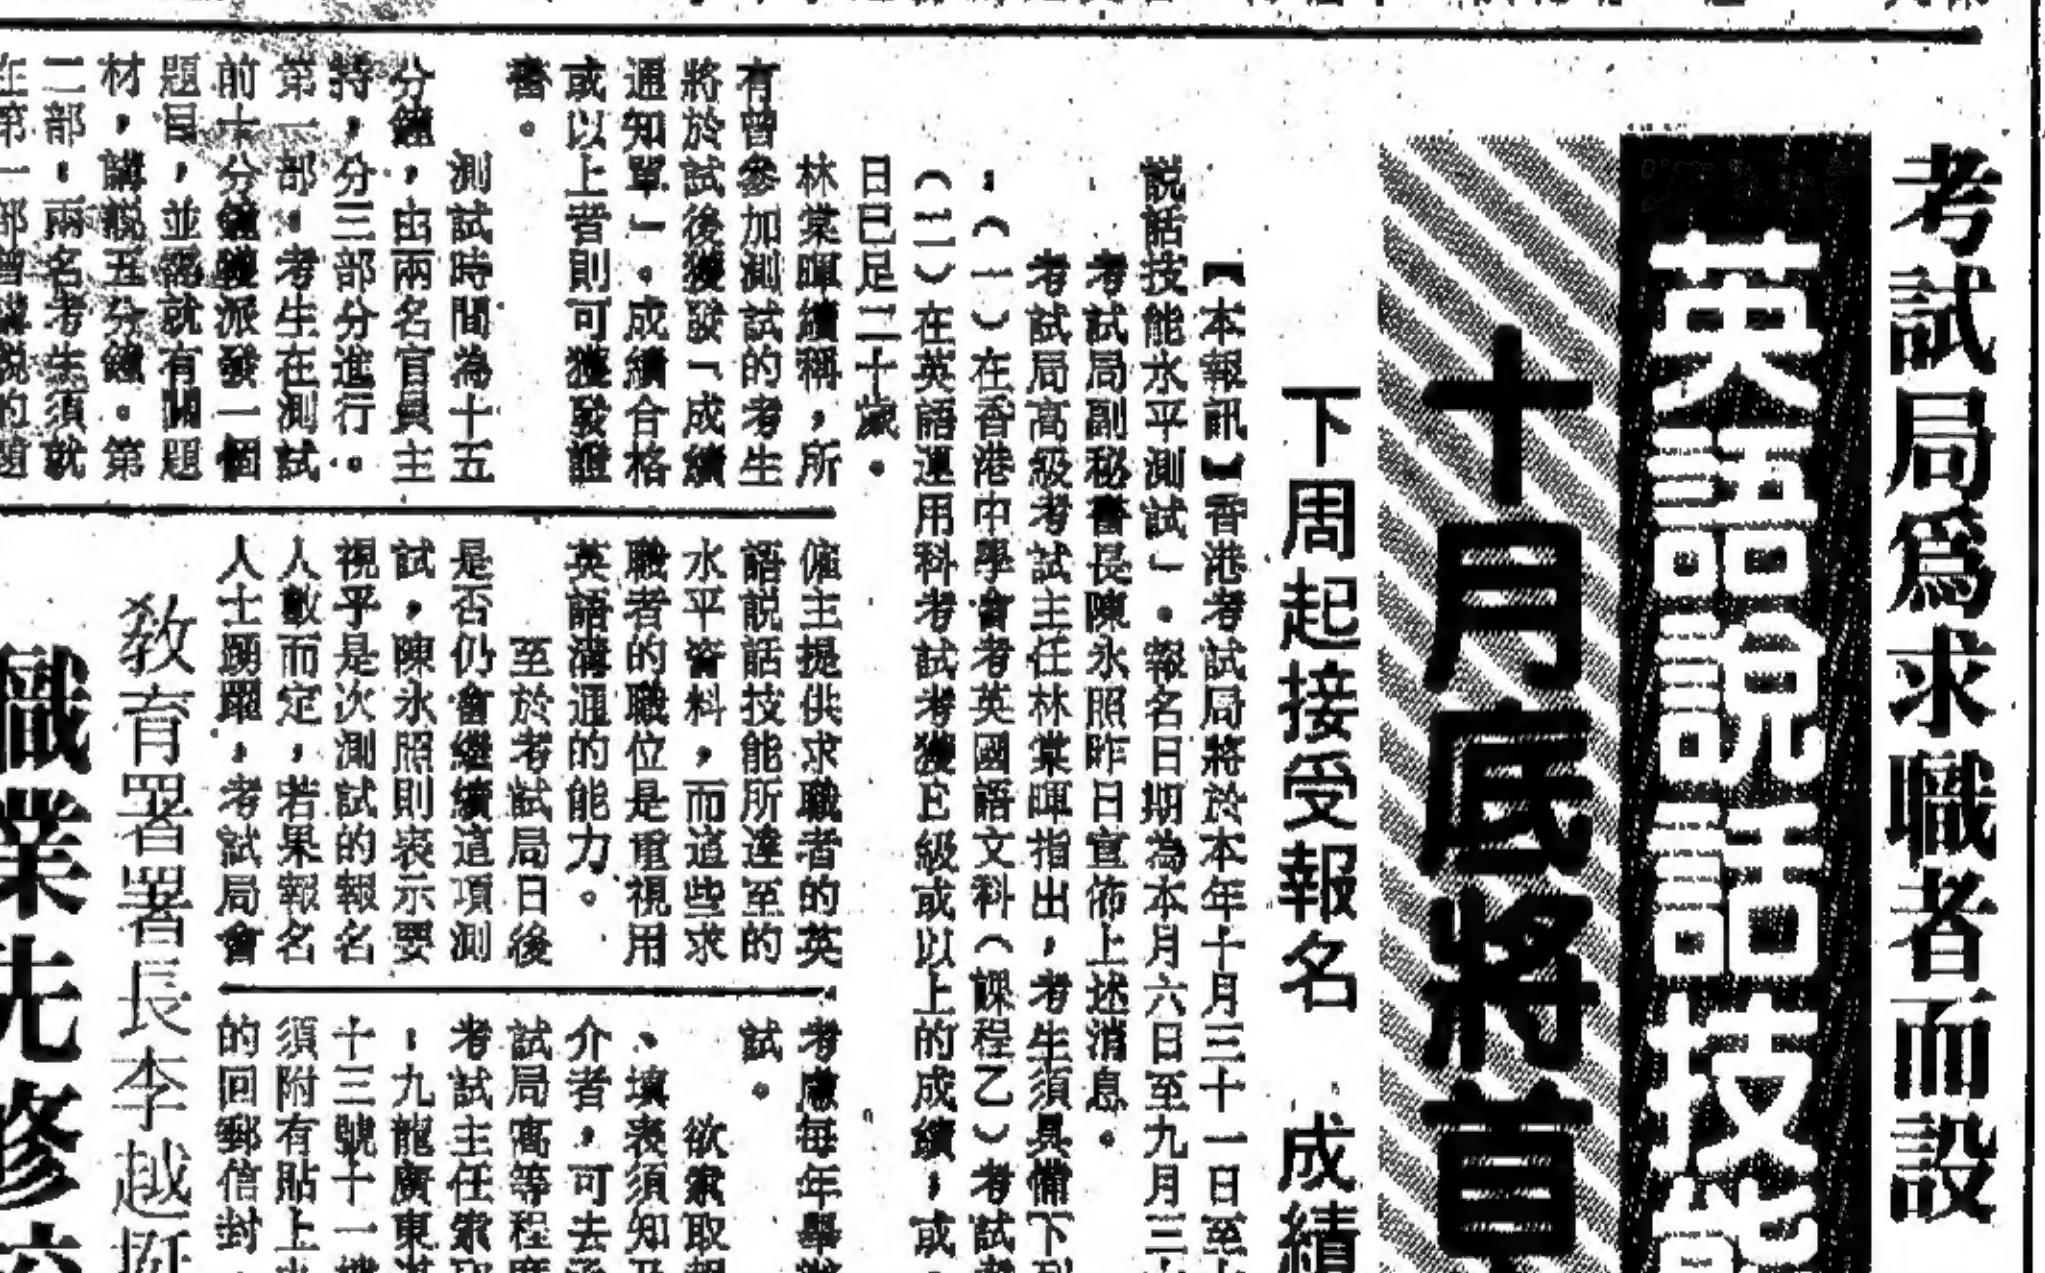 考試局爲求職者而設
英語說話技能
十月底將首
下周起接受報名　成績
【本報訊】香港考試局將於本年十月三十一日至
説話技能水平測試」。報名日期為本月六日至九月三
考試局副秘書長陳永照昨日宣佈上述消息。
考試局高級考試主任林棠暉指出，考生須具備下列
：（一）在香港中學會考英國語文科（課程乙）考試考
（二）在英語運用科考試考獲E級或以上的成績；或
日已足二十歲。
林棠暉續稱，所
有曾參加測試的考生
將於試後獲發「成績
通知單」。成績合格
或以上者則可獲發證
書。
測試時間為十五
分鐘，由兩名官員主
持，分三部分進行。
第一部：考生在測試
前十分鐘獲派發一個
題目，並需就有關題
材，講説五分鐘。第
二部：兩名考生須就
在第一部曾講説的題
僱主提供求職者的英
語説話技能所達至的
水平資料，而這些求
職者的職位是重視用
英語溝通的能力。
至於考試局日後
是否仍會繼續這項測
試，陳永照則表示要
視乎是次測試的報名
人數而定，若果報名
人士踴躍，考試局會
考慮每年舉辦
試。
欲索取報
、填表須知及
介者，可去函
試局高等程度
考試主任索取
：九龍廣東道
十三號十一樓
須附有貼上
的回郵信封
教育署署長李越挺
職業先修